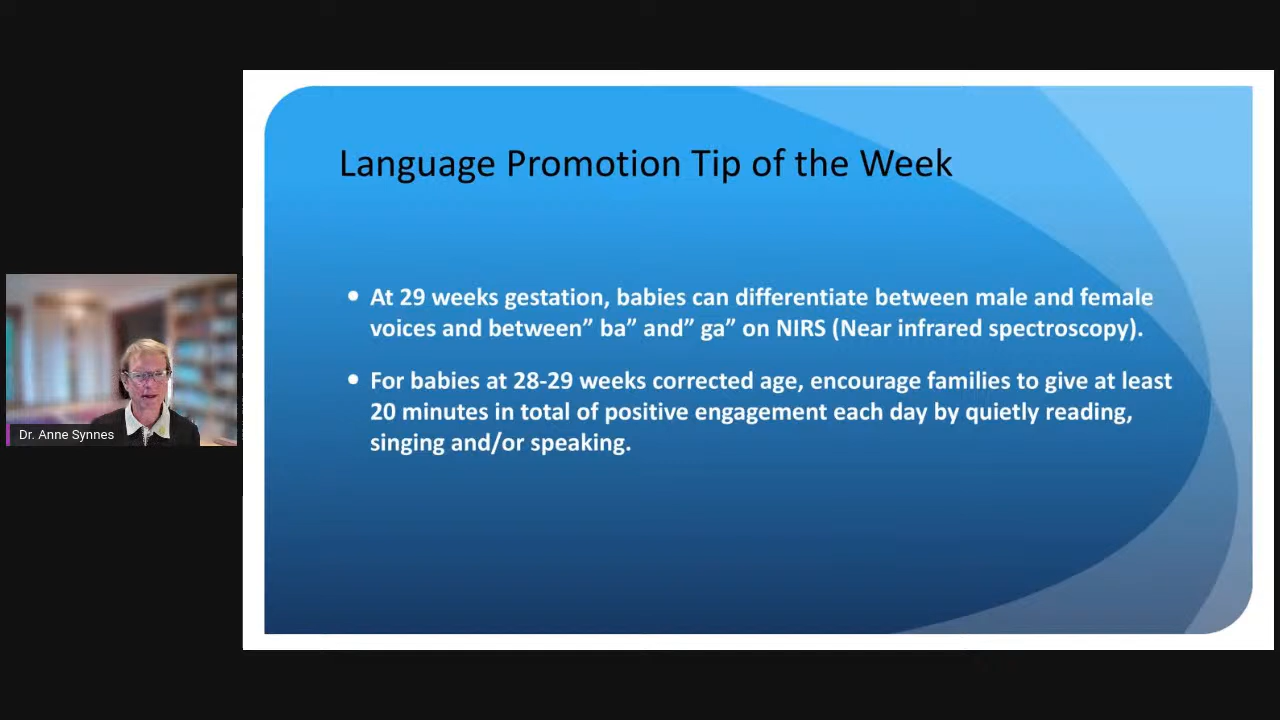 Language Promotion Tip of the Week
• At 29 weeks gestation, babies can differentiate between male and female
voices and between” ba” and” ga” on NIRS (Near infrared spectroscopy).
• For babies at 28-29 weeks corrected age, encourage families to give at least
20 minutes in total of positive engagement each day by quietly reading,
singing and/or speaking.
Dr. Anne Synnes